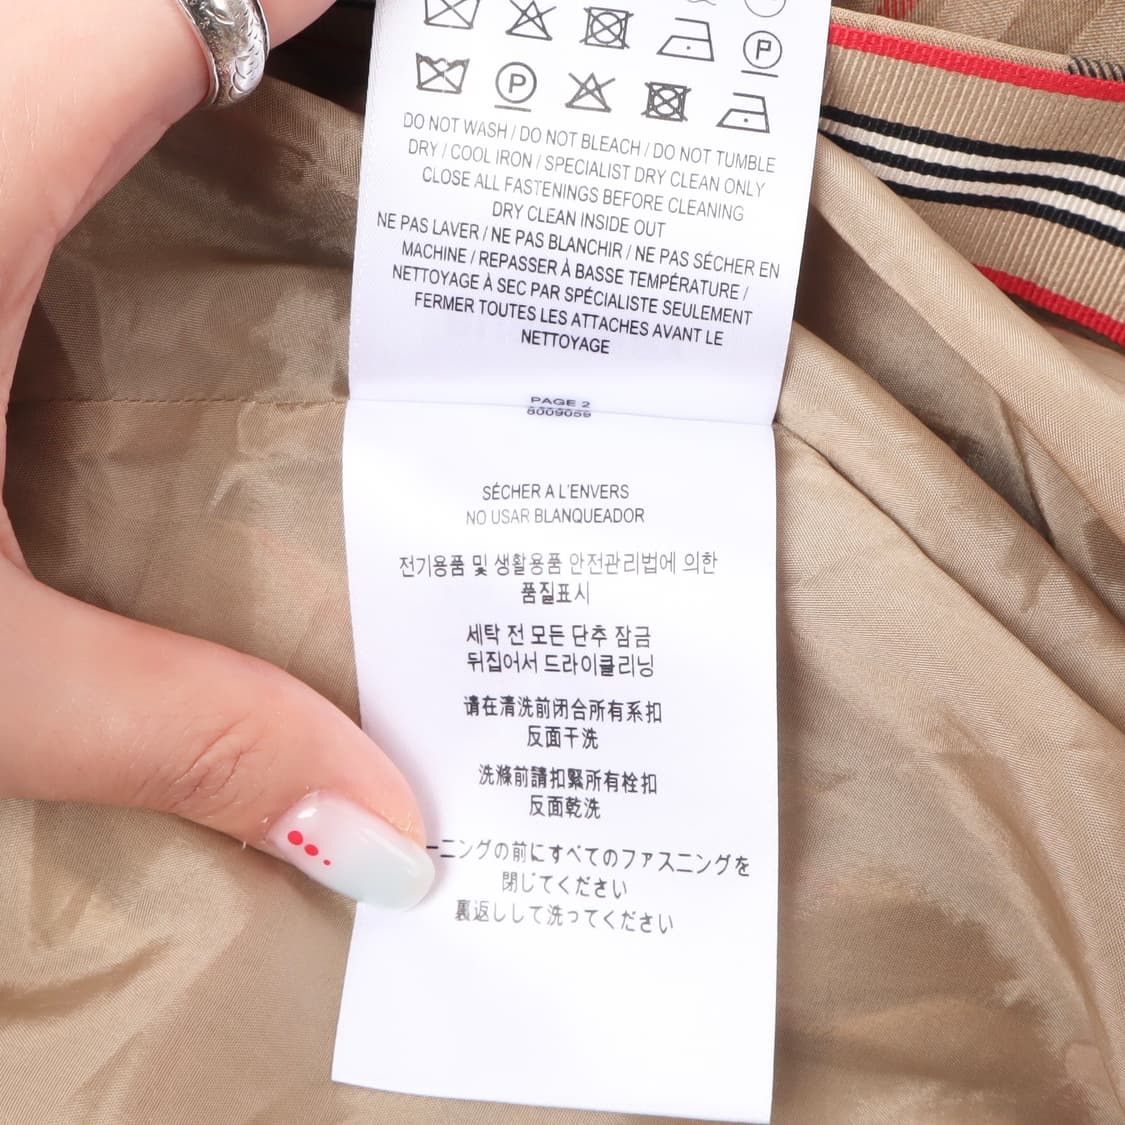 DO NOT WASH / DO NOT BLEACH / DO NOT TUMBLE
DRY / COOL IRON / SPECIALIST DRY CLEAN ONLY
CLOSE ALL FASTENINGS BEFORE CLEANING
DRY CLEAN INSIDE OUT
NE PAS LAVER / NE PAS BLANCHIR / NE PAS SÉCHER EN
MACHINE / REPASSER À BASSE TEMPÉRATURE /
NETTOYAGE À SEC PAR SPÉCIALISTE SEULEMENT
FERMER TOUTES LES ATTACHES AVANT LE
NETTOYAGE
PAGE 2
8009059
SÉCHER A L'ENVERS
NO USAR BLANQUEADOR
전기용품 및 생활용품 안전관리법에 의한
품질표시
세탁 전 모든 단추 잠금
뒤집어서 드라이클리닝
请在清洗前闭合所有系扣
反面干洗
洗滌前請扣緊所有栓扣
反面乾洗
ーニングの前にすべてのファスニングを
閉じてください
裏返しして洗ってください